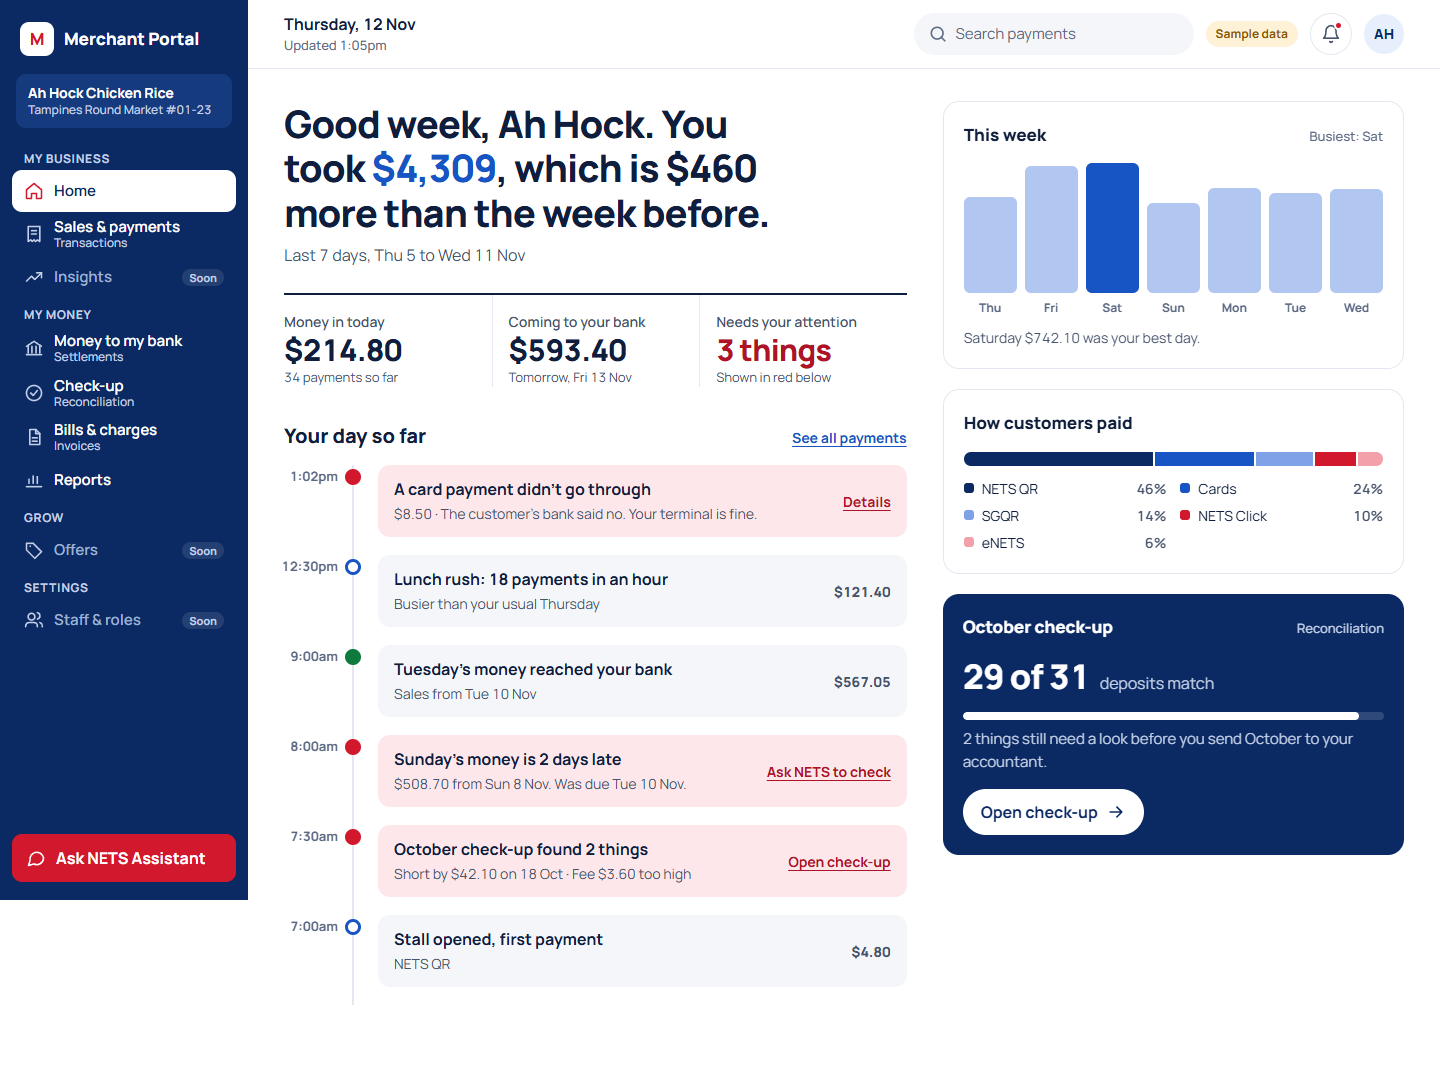 M
Merchant Portal
Ah Hock Chicken Rice
Tampines Round Market #01-23
MY BUSINESS
Home
Sales & payments
Transactions
Insights
Soon
MY MONEY
Money to my bank
Settlements
Check-up
Reconciliation
Bills & charges
Invoices
Reports
GROW
Offers
Soon
SETTINGS
Staff & roles
Soon
Ask NETS Assistant
Thursday, 12 Nov
Updated 1:05pm
Search payments
Sample data
AH
Good week, Ah Hock. You
took $4,309, which is $460
more than the week before.
Last 7 days, Thu 5 to Wed 11 Nov
Money in today
$214.80
34 payments so far
Coming to your bank
$593.40
Tomorrow, Fri 13 Nov
Needs your attention
3 things
Shown in red below
Your day so far
See all payments
1:02pm
A card payment didn't go through
$8.50 · The customer's bank said no. Your terminal is fine.
Details
12:30pm
Lunch rush: 18 payments in an hour
Busier than your usual Thursday
$121.40
9:00am
Tuesday's money reached your bank
Sales from Tue 10 Nov
$567.05
8:00am
Sunday's money is 2 days late
$508.70 from Sun 8 Nov. Was due Tue 10 Nov.
Ask NETS to check
7:30am
October check-up found 2 things
Short by $42.10 on 18 Oct · Fee $3.60 too high
Open check-up
7:00am
Stall opened, first payment
NETS QR
$4.80
This week
Busiest: Sat
Thu Fri Sat Sun Mon Tue Wed
Saturday $742.10 was your best day.
How customers paid
NETS QR 46%
Cards 24%
SGQR 14%
NETS Click 10%
eNETS 6%
October check-up
Reconciliation
29 of 31 deposits match
2 things still need a look before you send October to your
accountant.
Open check-up